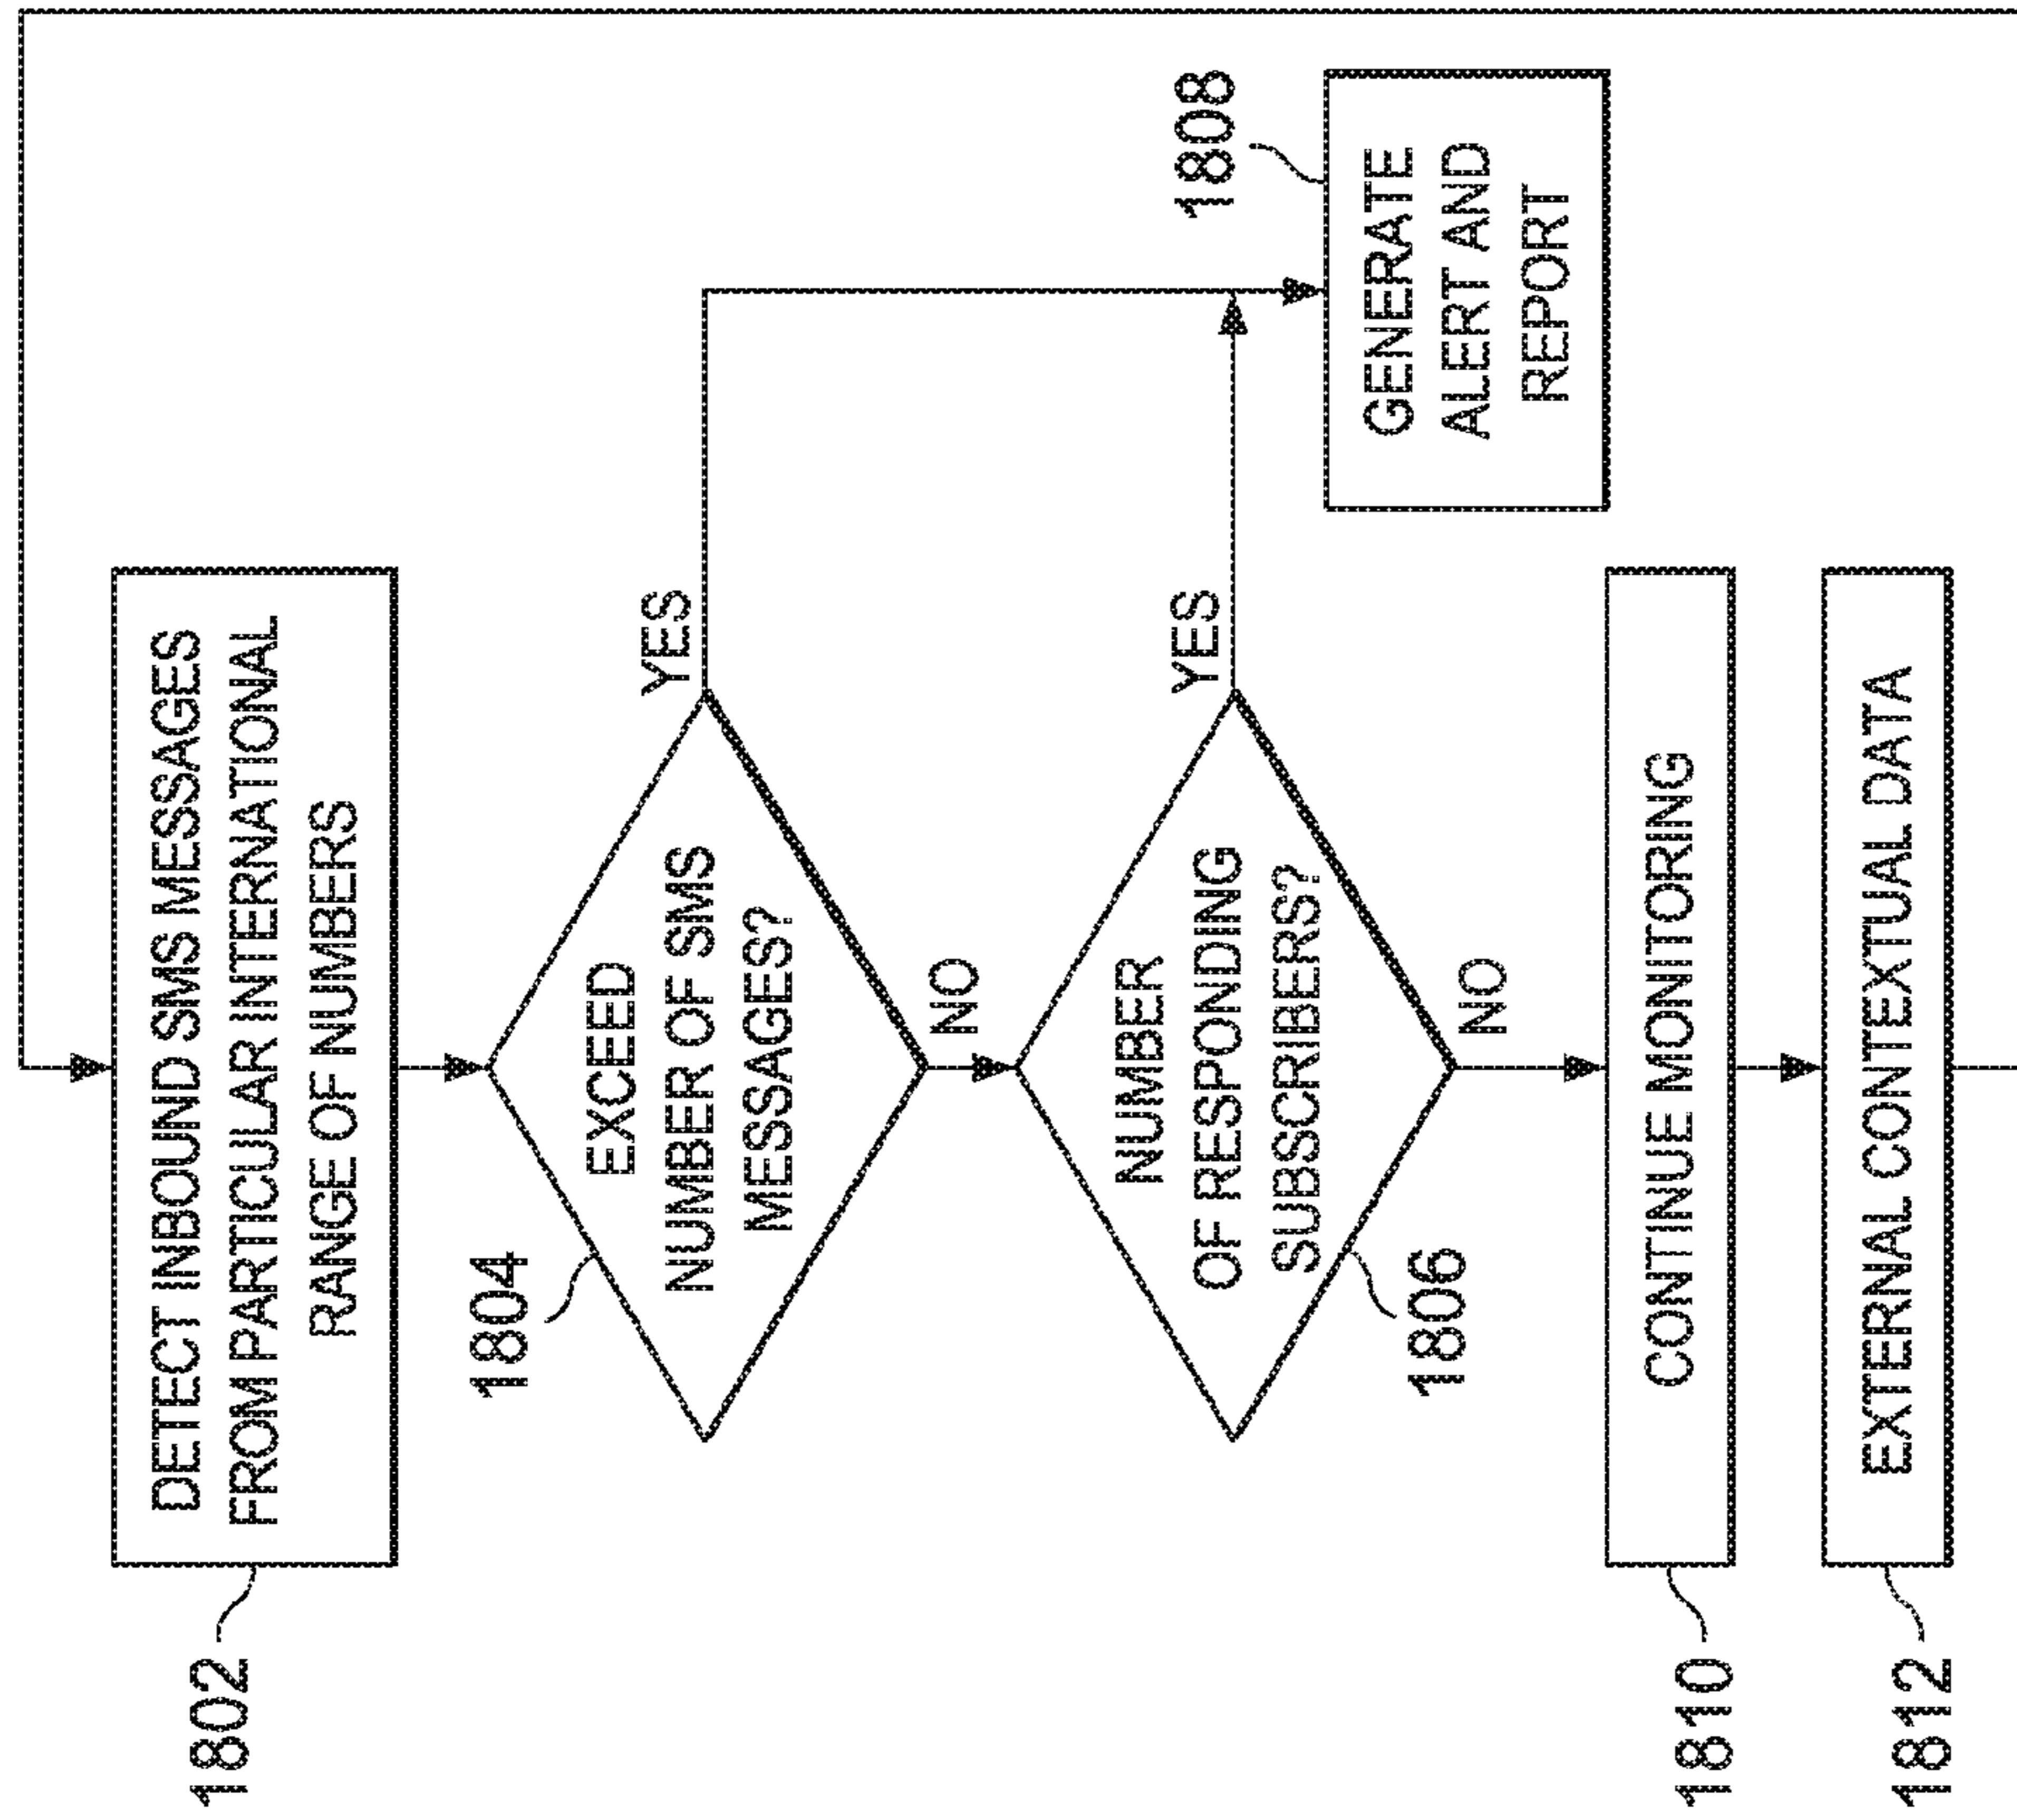 1802
DETECT INBOUND SMS MESSAGES
FROM PARTICULAR INTERNATIONAL
RANGE OF NUMBERS
1804
EXCEED
NUMBER OF SMS
MESSAGES?
YES
NO
1806
NUMBER
OF RESPONDING
SUBSCRIBERS?
YES
NO
1808
GENERATE
ALERT AND
REPORT
1810
CONTINUE MONITORING
1812
EXTERNAL CONTEXTUAL DATA